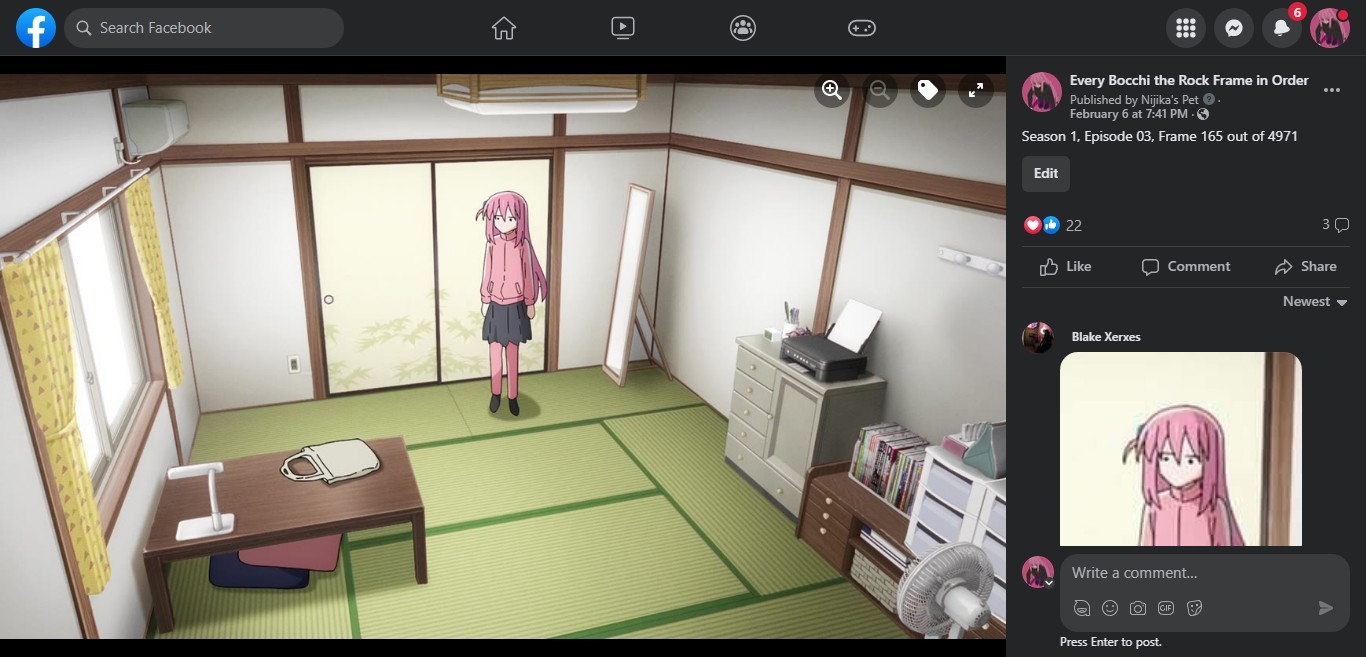 Search Facebook
6
Every Bocchi the Rock Frame in Order
Published by Nijika's Pet ?·
February 6 at 7:41 PM ·
Season 1, Episode 03, Frame 165 out of 4971
Edit
22
3
Like
Comment
Share
Newest
Blake Xerxes
Write a comment...
GIF
Press Enter to post.